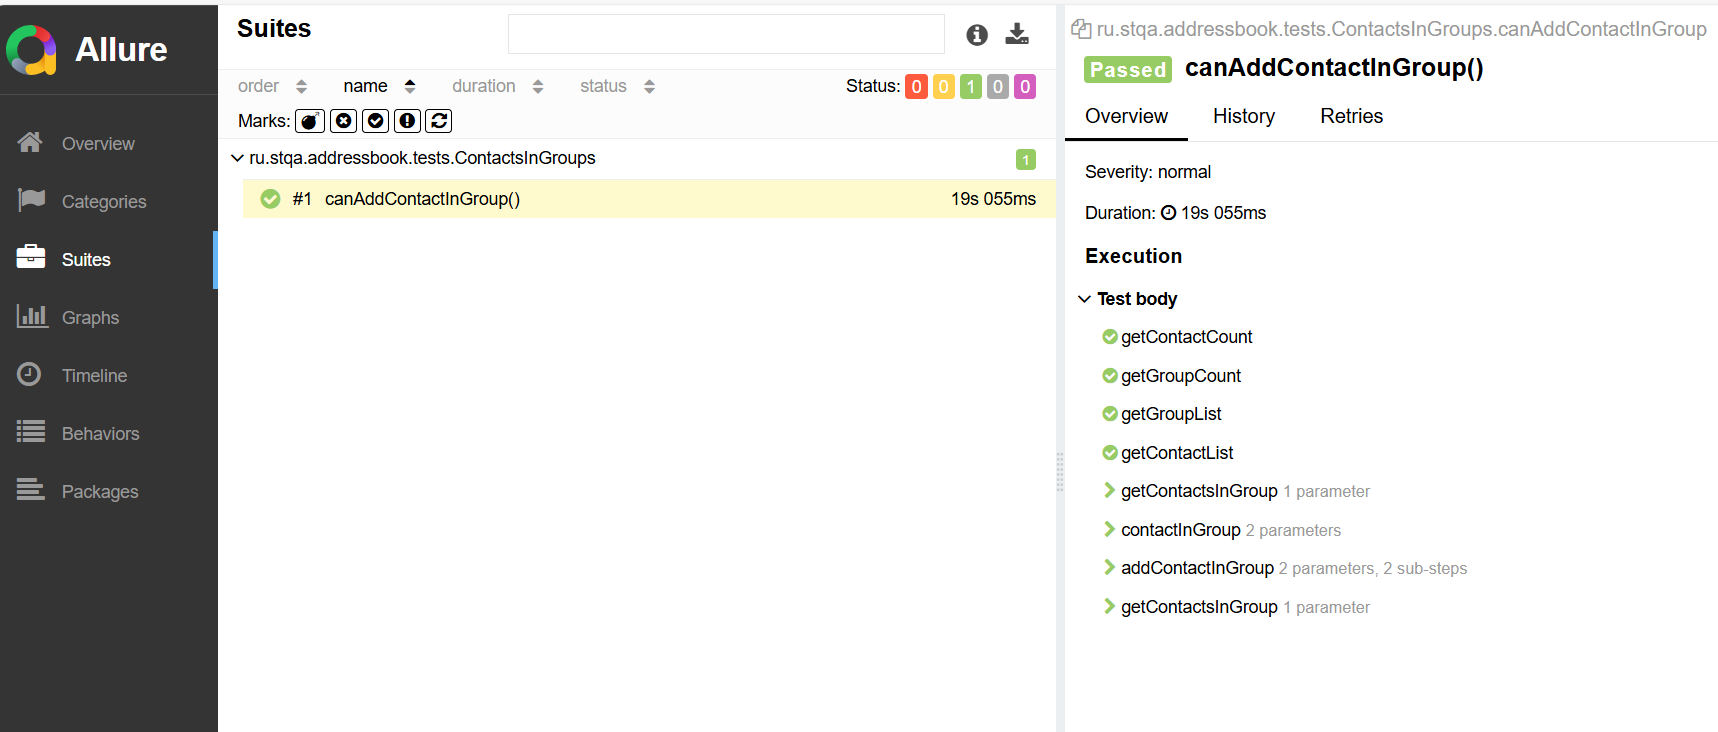 Allure
Overview
Categories
Suites
Graphs
Timeline
Behaviors
Packages
Suites
order name duration status Status: 0 0 1 0 0
Marks:
ru.stqa.addressbook.tests.ContactsInGroups 1
#1 canAddContactInGroup() 19s 055ms
ru.stqa.addressbook.tests.ContactsInGroups.canAddContactInGroup
Passed canAddContactInGroup()
Overview History Retries
Severity: normal
Duration: 19s 055ms
Execution
Test body
getContactCount
getGroupCount
getGroupList
getContactList
getContactsInGroup 1 parameter
contactInGroup 2 parameters
addContactInGroup 2 parameters, 2 sub-steps
getContactsInGroup 1 parameter